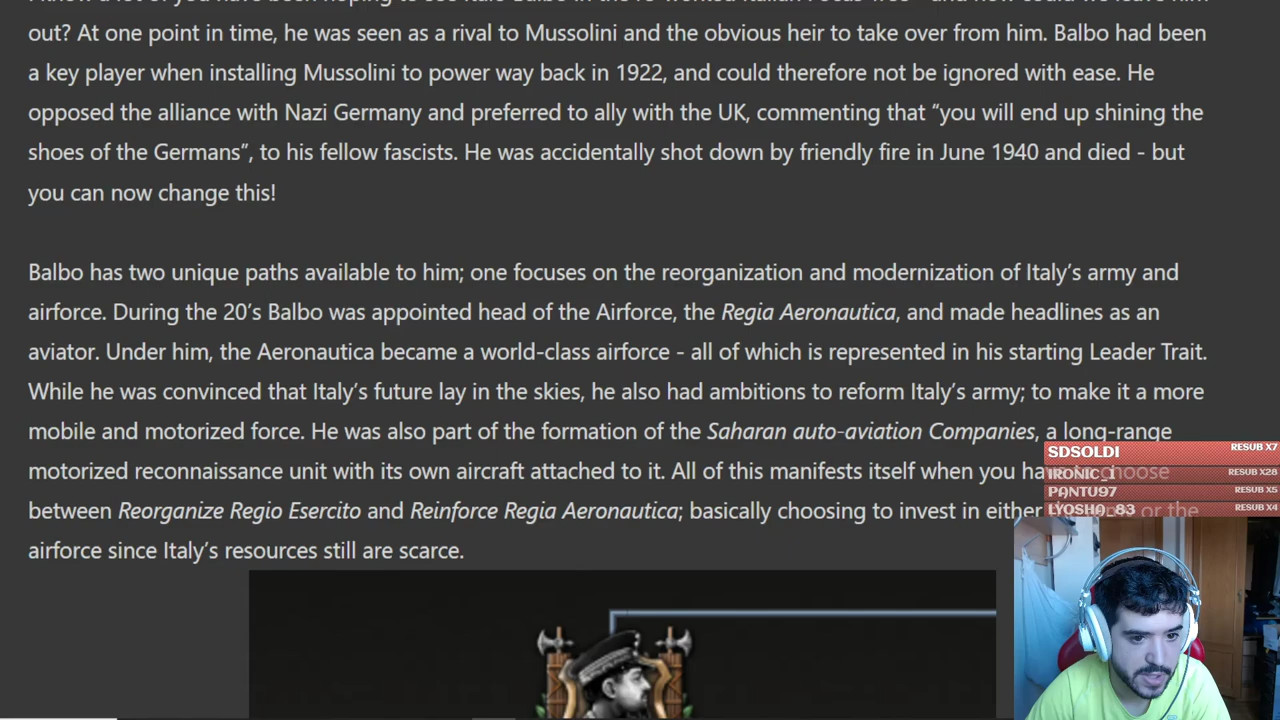 out? At one point in time, he was seen as a rival to Mussolini and the obvious heir to take over from him. Balbo had been
a key player when installing Mussolini to power way back in 1922, and could therefore not be ignored with ease. He
opposed the alliance with Nazi Germany and preferred to ally with the UK, commenting that “you will end up shining the
shoes of the Germans”, to his fellow fascists. He was accidentally shot down by friendly fire in June 1940 and died - but
you can now change this!
Balbo has two unique paths available to him; one focuses on the reorganization and modernization of Italy’s army and
airforce. During the 20’s Balbo was appointed head of the Airforce, the Regia Aeronautica, and made headlines as an
aviator. Under him, the Aeronautica became a world-class airforce - all of which is represented in his starting Leader Trait.
While he was convinced that Italy’s future lay in the skies, he also had ambitions to reform Italy’s army; to make it a more
mobile and motorized force. He was also part of the formation of the Saharan auto-aviation Companies, a long-range
motorized reconnaissance unit with its own aircraft attached to it. All of this manifests itself when you choose
between Reorganize Regio Esercito and Reinforce Regia Aeronautica; basically choosing to invest in either or the
airforce since Italy’s resources still are scarce.
SDSOLDI RESUB X7
IRONIC_I RESUB X28
PANTU97 RESUB X5
LYOSHA_83 RESUB X4